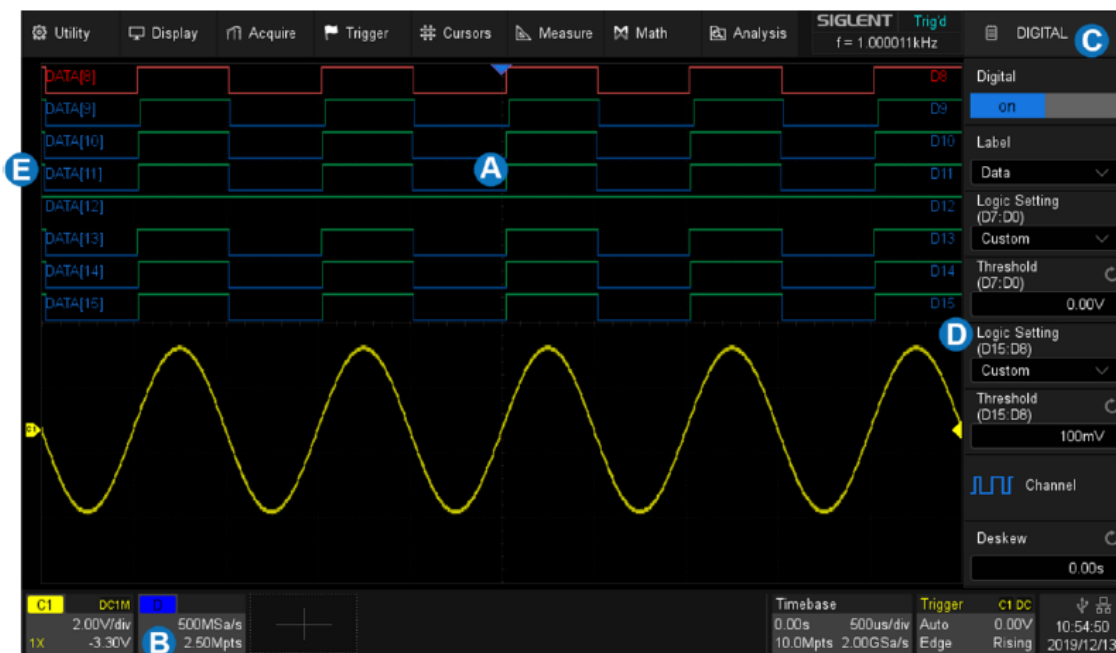 Utility Display Acquire Trigger Cursors Measure Math Analysis
SIGLENT Trig'd
f = 1.000011kHz
DIGITAL C
DATA[8] D8
DATA[9] D9
DATA[10] D10
E A
DATA[11] D11
DATA[12] D12
DATA[13] D13
DATA[14] D14
DATA[15] D15
Digital
on
Label
Data
Logic Setting
(D7:D0)
Custom
Threshold
(D7:D0)
0.00V
D
Logic Setting
(D15:D8)
Custom
Threshold
(D15:D8)
100mV
Channel
Deskew
0.00s
C1
C1 DC1M
2.00V/div
1X -3.30V
D
500MSa/s
B 2.50Mpts
Timebase
0.00s 500us/div
10.0Mpts 2.00GSa/s
Trigger C1 DC
Auto 0.00V
Edge Rising
10:54:50
2019/12/13